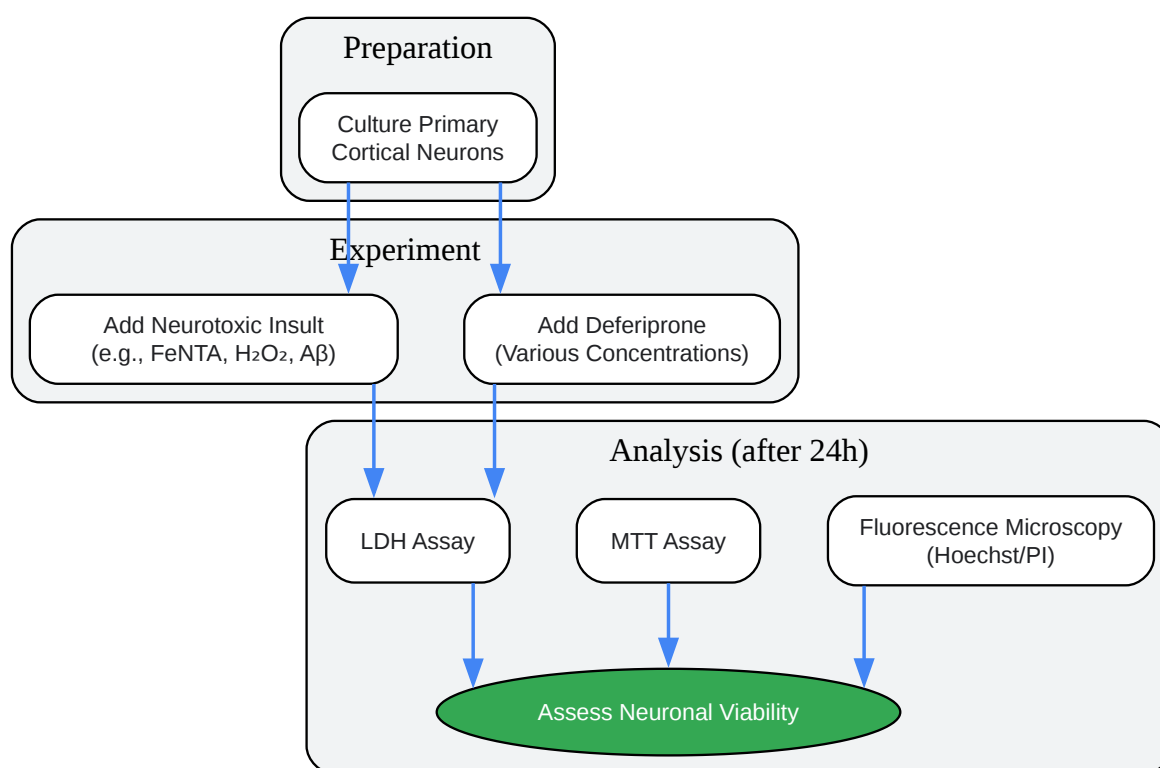 Preparation
Culture Primary
Cortical Neurons
Experiment
Add Neurotoxic Insult
(e.g., FeNTA, H₂O₂, Aβ)
Add Deferiprone
(Various Concentrations)
Analysis (after 24h)
LDH Assay
MTT Assay
Fluorescence Microscopy
(Hoechst/PI)
Assess Neuronal Viability